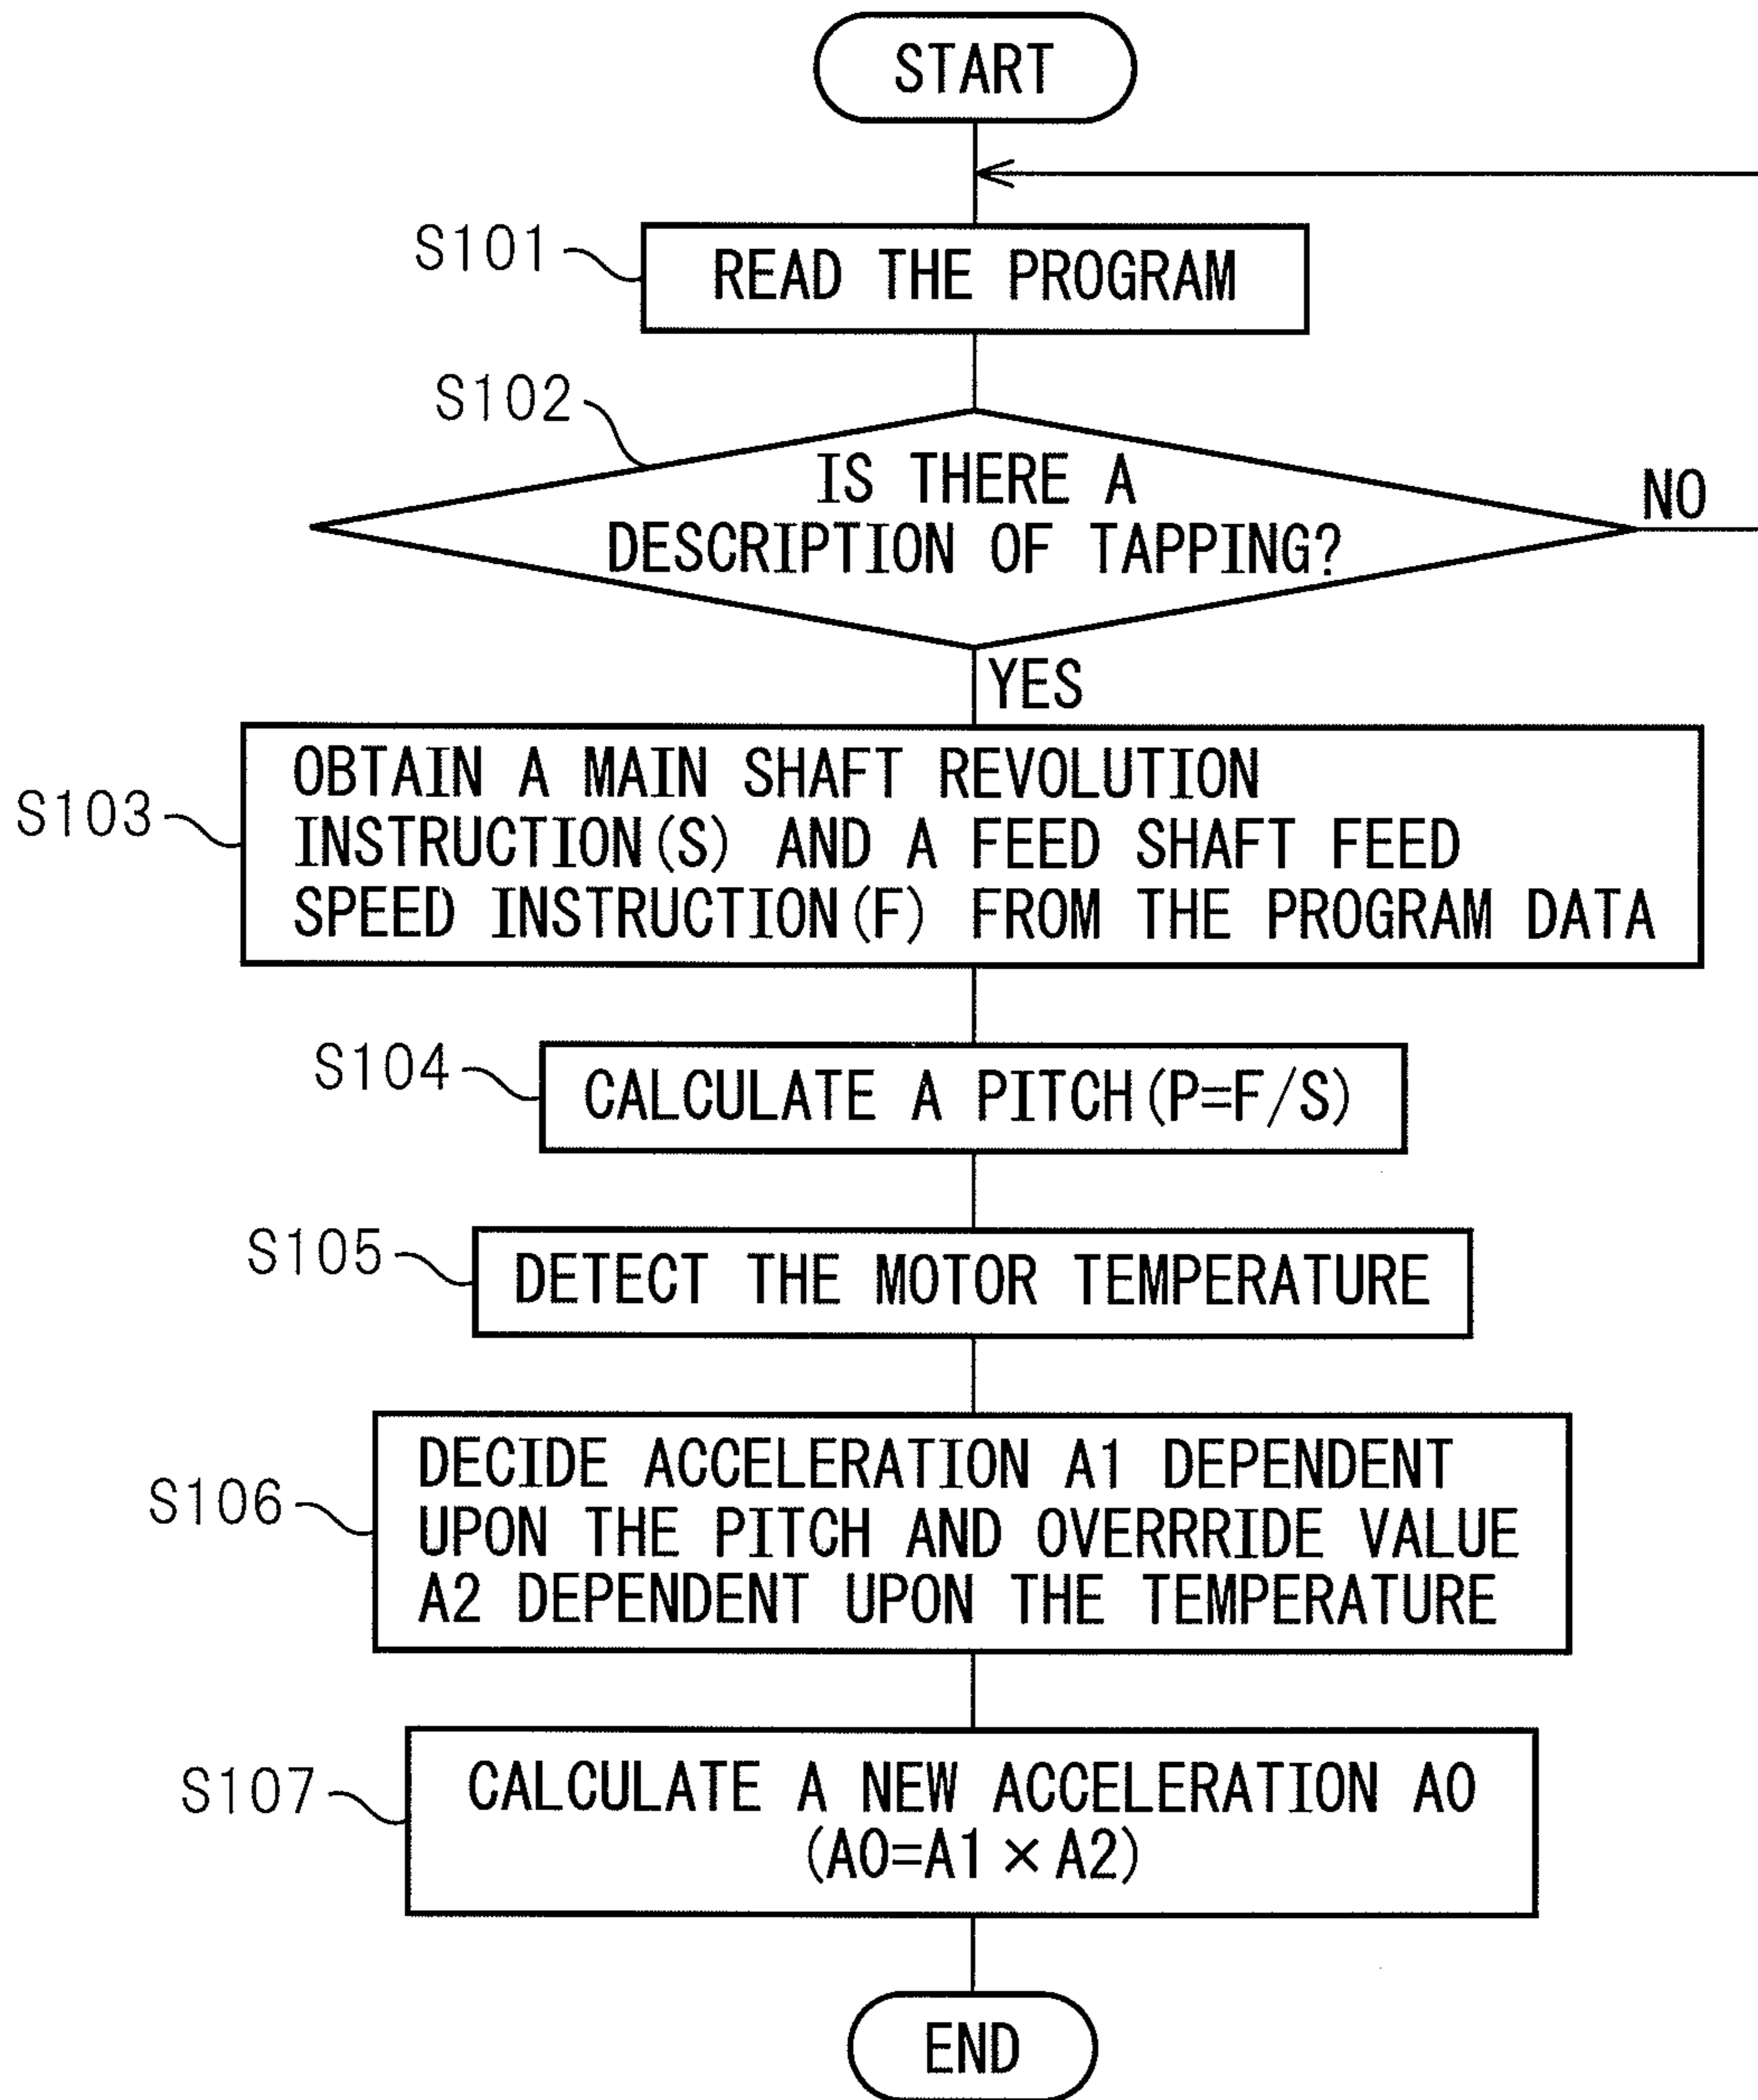 START
S101
READ THE PROGRAM
S102
IS THERE A
DESCRIPTION OF TAPPING?
NO
YES
S103
OBTAIN A MAIN SHAFT REVOLUTION
INSTRUCTION(S) AND A FEED SHAFT FEED
SPEED INSTRUCTION(F) FROM THE PROGRAM DATA
S104
CALCULATE A PITCH(P=F/S)
S105
DETECT THE MOTOR TEMPERATURE
S106
DECIDE ACCELERATION A1 DEPENDENT
UPON THE PITCH AND OVERRRIDE VALUE
A2 DEPENDENT UPON THE TEMPERATURE
S107
CALCULATE A NEW ACCELERATION A0
(A0=A1×A2)
END